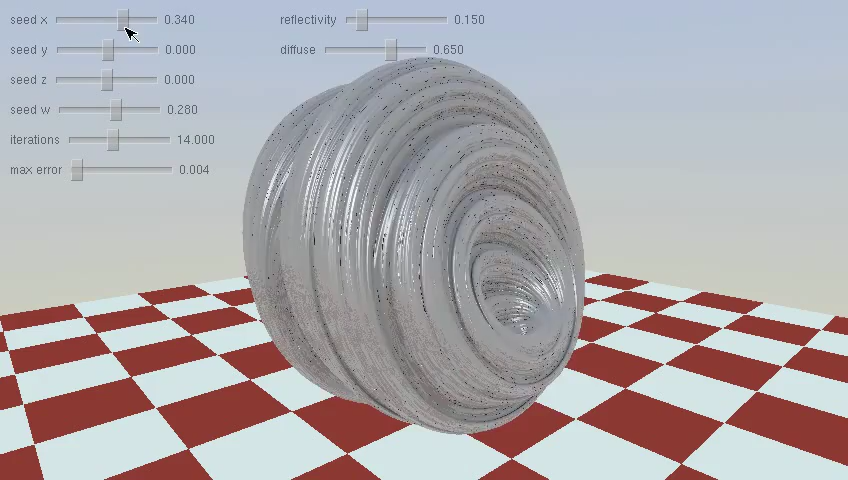 seed x 0.340 reflectivity 0.150
seed y 0.000 diffuse 0.650
seed z 0.000
seed w 0.280
iterations 14.000
max error 0.004